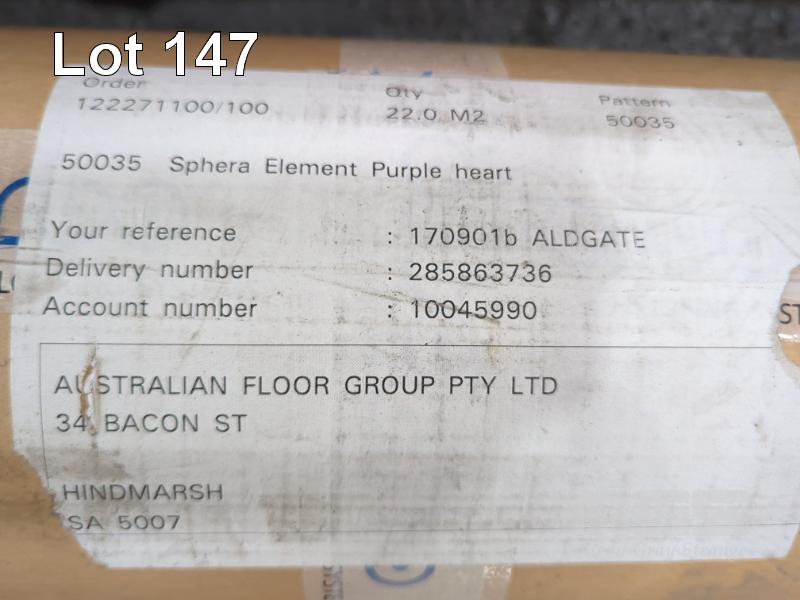 Lot 147
Order Qty Pattern
122271100/100 22.0 M2 50035
50035 Sphera Element Purple heart
Your reference : 170901b ALDGATE
Delivery number : 285863736
Account number : 10045990
AUSTRALIAN FLOOR GROUP PTY LTD
34 BACON ST
HINDMARSH
SA 5007